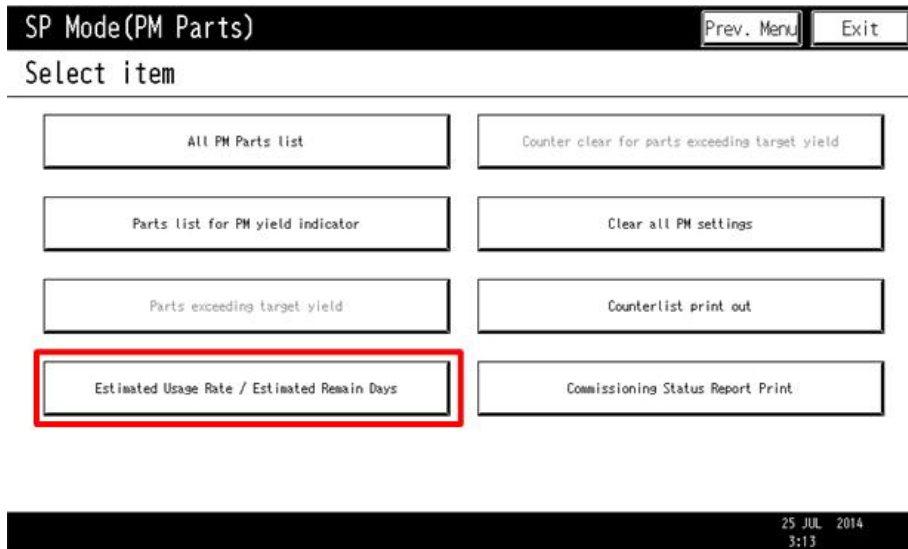 SP Mode(PM Parts)
Prev. Menu
Exit
Select item
All PM Parts list
Counter clear for parts exceeding target yield
Parts list for PM yield indicator
Clear all PM settings
Parts exceeding target yield
Counterlist print out
Estimated Usage Rate / Estimated Remain Days
Commissioning Status Report Print
25 JUL 2014
3:13